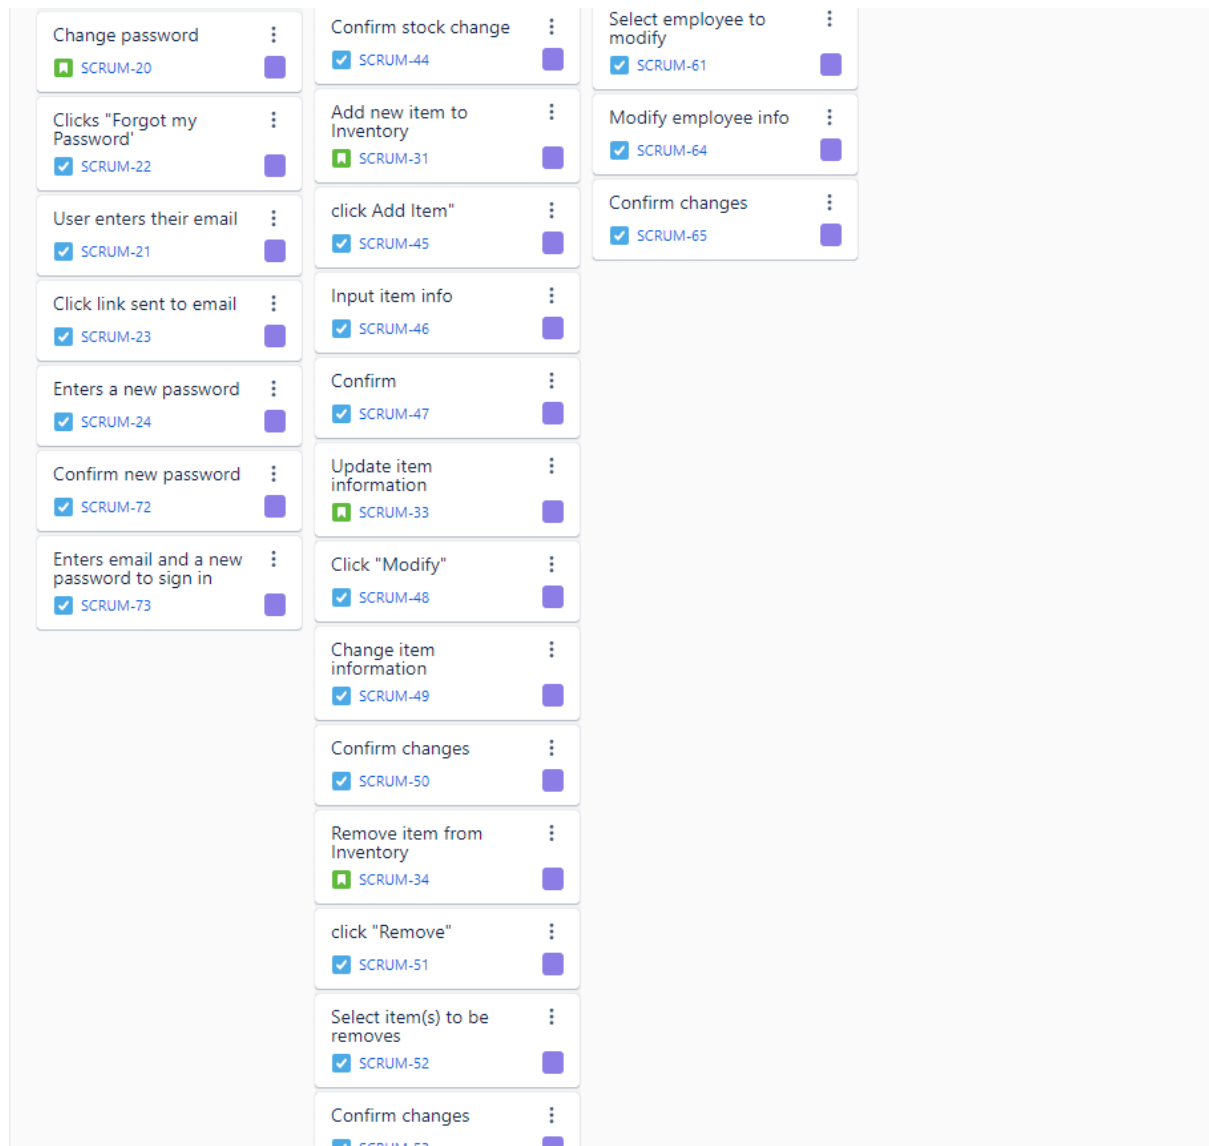 Change password
SCRUM-20
Clicks "Forgot my
Password'
SCRUM-22
User enters their email
SCRUM-21
Click link sent to email
SCRUM-23
Enters a new password
SCRUM-24
Confirm new password
SCRUM-72
Enters email and a new
password to sign in
SCRUM-73
Confirm stock change
SCRUM-44
Add new item to
Inventory
SCRUM-31
click Add Item"
SCRUM-45
Input item info
SCRUM-46
Confirm
SCRUM-47
Update item
information
SCRUM-33
Click "Modify"
SCRUM-48
Change item
information
SCRUM-49
Confirm changes
SCRUM-50
Remove item from
Inventory
SCRUM-34
click "Remove"
SCRUM-51
Select item(s) to be
removes
SCRUM-52
Confirm changes
SCRUM-53
Select employee to
modify
SCRUM-61
Modify employee info
SCRUM-64
Confirm changes
SCRUM-65